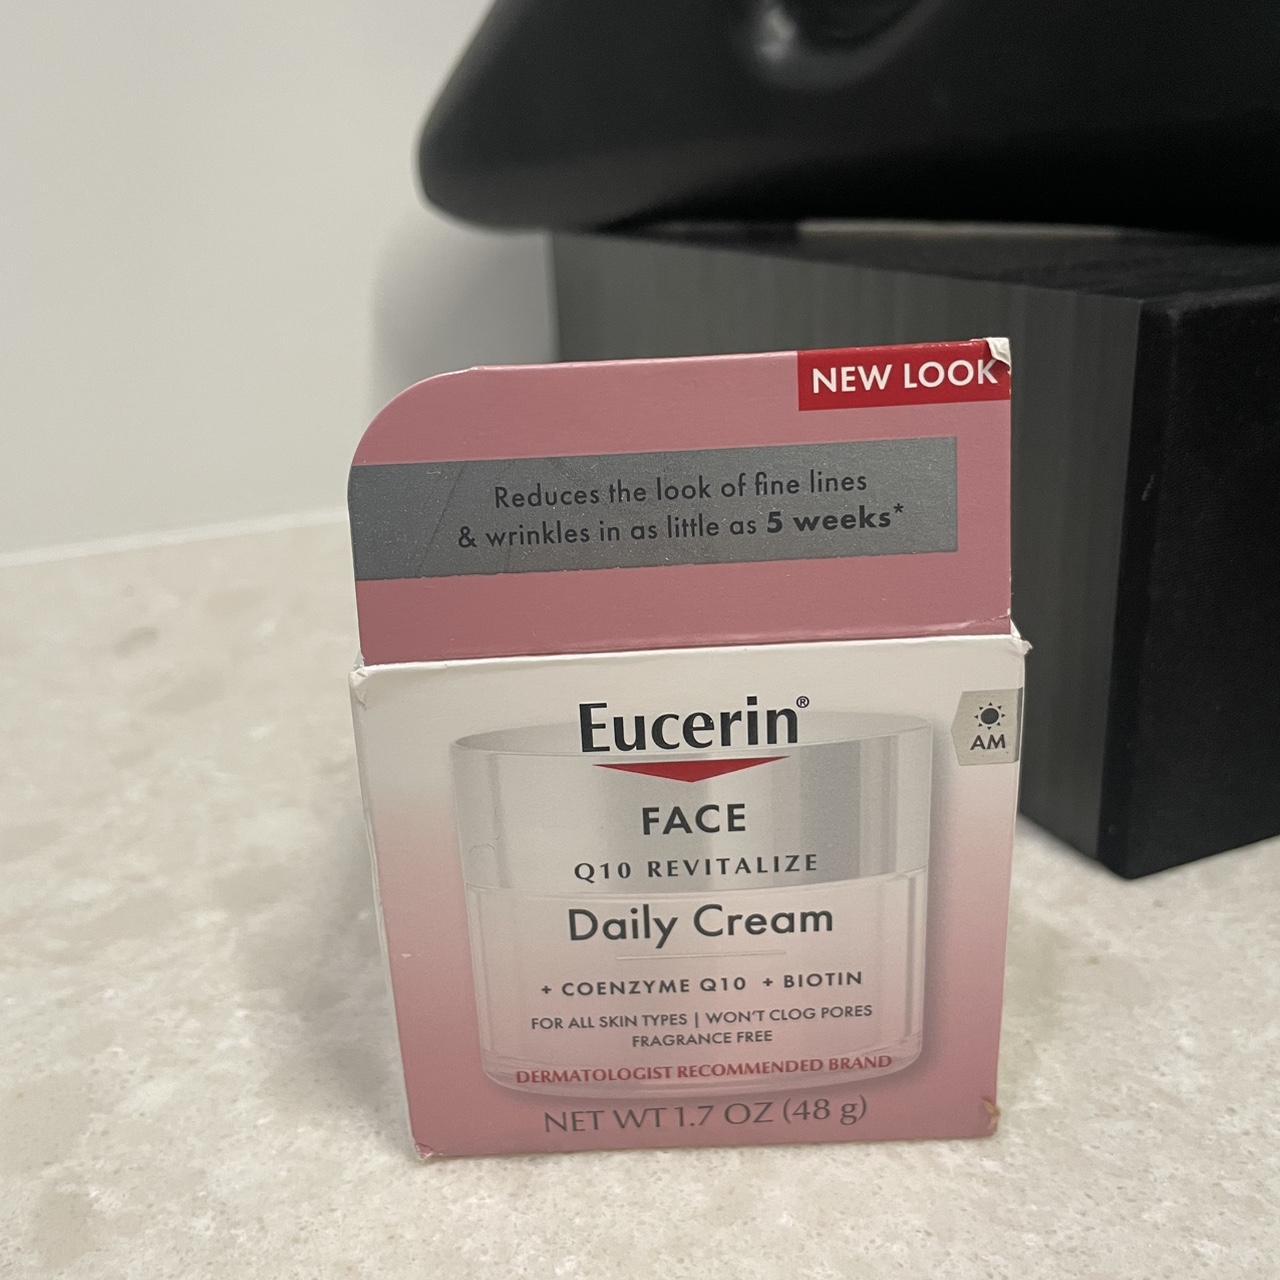 NEW LOOK
Reduces the look of fine lines
& wrinkles in as little as 5 weeks*
Eucerin®
AM
FACE
Q10 REVITALIZE
Daily Cream
+ COENZYME Q10 + BIOTIN
FOR ALL SKIN TYPES | WON'T CLOG PORES
FRAGRANCE FREE
DERMATOLOGIST RECOMMENDED BRAND
NET WT 1.7 OZ (48 g)